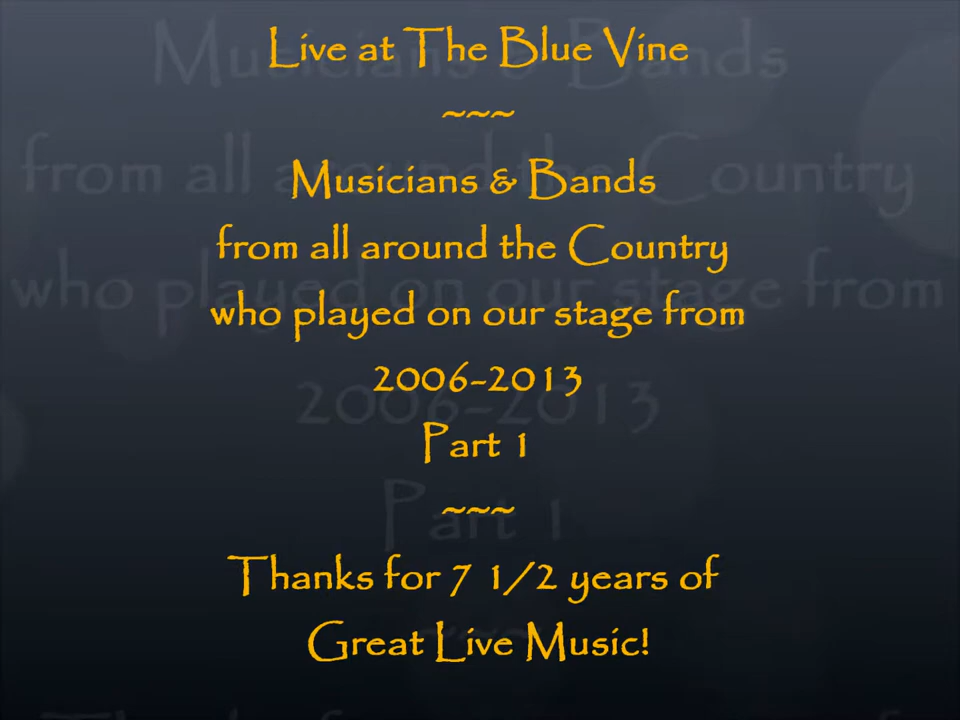 Live at The Blue Vine
~~~
Musicians & Bands
from all around the Country
who played on our stage from
2006-2013
Part 1
~~~
Thanks for 7 1/2 years of
Great Live Music!